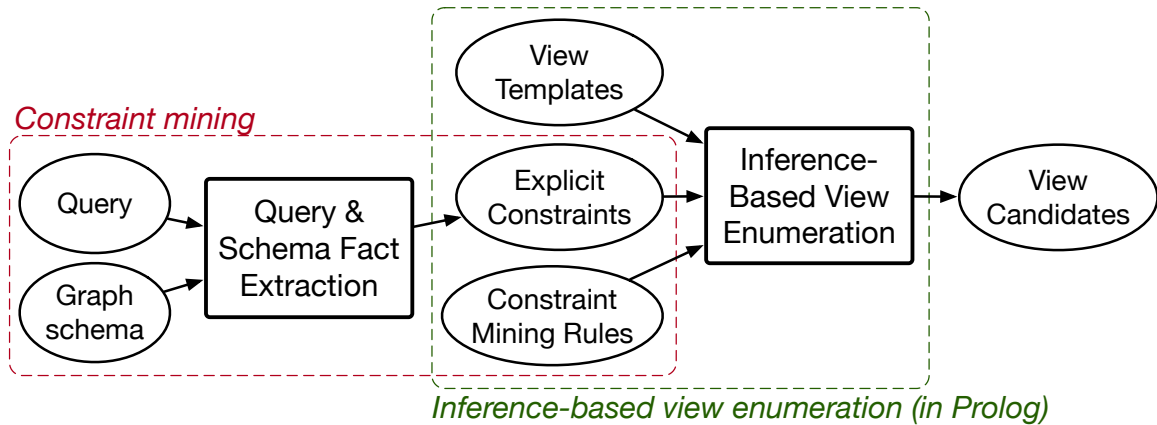 View
Templates
Constraint mining
Query
Graph
schema
Query &
Schema Fact
Extraction
Explicit
Constraints
Constraint
Mining Rules
Inference-
Based View
Enumeration
View
Candidates
Inference-based view enumeration (in Prolog)